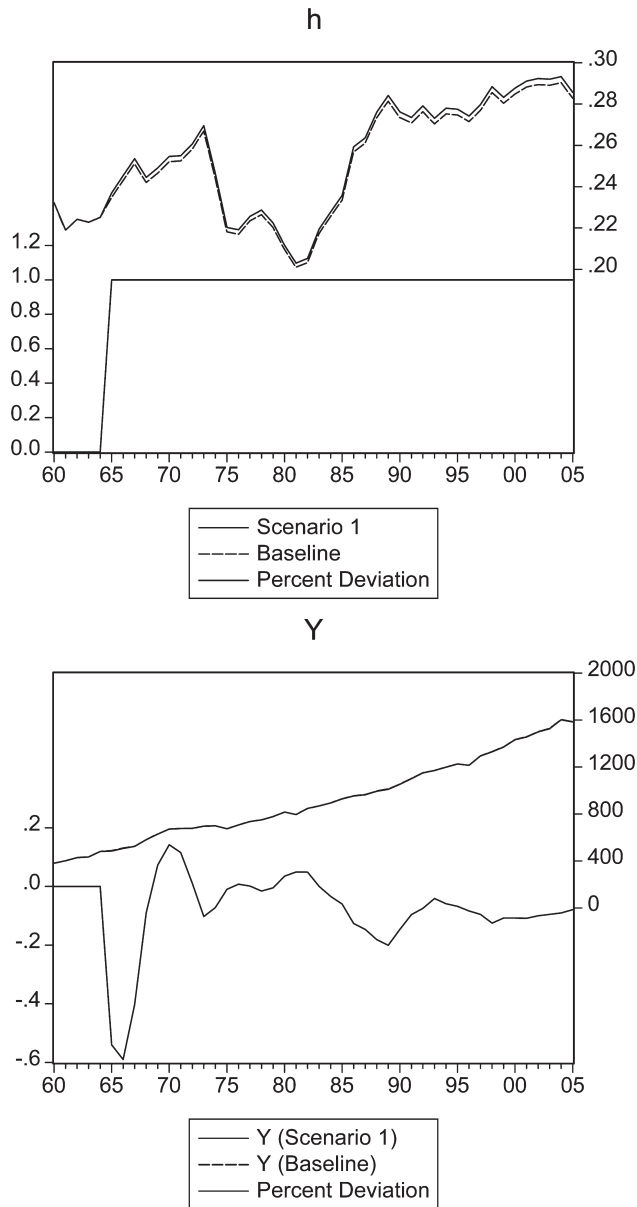 h
.30
.28
.26
.24
.22
.20
1.2
1.0
0.8
0.6
0.4
0.2
0.0
60 65 70 75 80 85 90 95 00 05
Scenario 1
Baseline
Percent Deviation
Y
2000
1600
1200
800
400
0
.2
.0
-.2
-.4
-.6
60 65 70 75 80 85 90 95 00 05
Y (Scenario 1)
Y (Baseline)
Percent Deviation